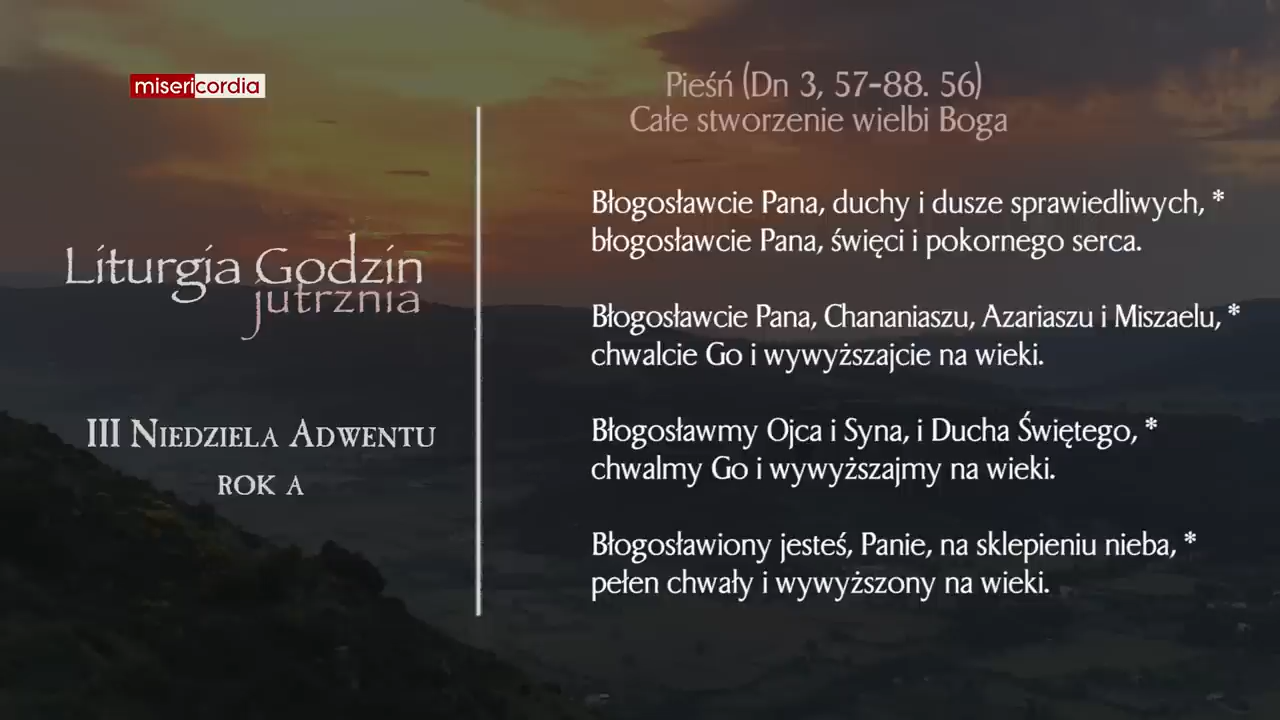 misericordia
Liturgia Godzin
jutrznia
III Niedziela Adwentu
rok A
Pieśń (Dn 3, 57-88. 56)
Całe stworzenie wielbi Boga
Błogosławcie Pana, duchy i dusze sprawiedliwych, *
błogosławcie Pana, święci i pokornego serca.
Błogosławcie Pana, Chananiaszu, Azariaszu i Miszaelu, *
chwalcie Go i wywyższajcie na wieki.
Błogosławmy Ojca i Syna, i Ducha Świętego, *
chwalmy Go i wywyższajmy na wieki.
Błogosławiony jesteś, Panie, na sklepieniu nieba, *
pełen chwały i wywyższony na wieki.